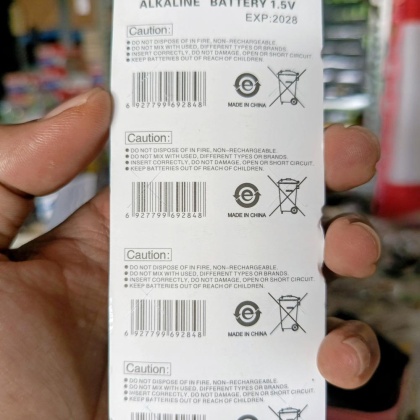 ALKALINE BATTERY 1.5V
EXP:2028
Caution:
DO NOT DISPOSE OF IN FIRE, NON-RECHARGEABLE.
DO NOT MIX WITH USED, DIFFERENT TYPES OR BRANDS.
INSERT CORRECTLY, DO NOT DAMAGE, OPEN OR SHORT CIRCUIT.
KEEP BATTERIES OUT OF REACH OF CHILDREN.
6 927799 692848
e
MADE IN CHINA
Caution:
DO NOT DISPOSE OF IN FIRE, NON-RECHARGEABLE.
DO NOT MIX WITH USED, DIFFERENT TYPES OR BRANDS.
INSERT CORRECTLY, DO NOT DAMAGE, OPEN OR SHORT CIRCUIT.
KEEP BATTERIES OUT OF REACH OF CHILDREN.
6 927799 692848
e
MADE IN CHINA
Caution:
DO NOT DISPOSE OF IN FIRE, NON-RECHARGEABLE.
DO NOT MIX WITH USED, DIFFERENT TYPES OR BRANDS.
INSERT CORRECTLY, DO NOT DAMAGE, OPEN OR SHORT CIRCUIT
KEEP BATTERIES OUT OF REACH OF CHILDREN.
6 927799 692848
e
MADE IN CHINA
Caution:
DO NOT DISPOSE OF IN FIRE, NON-RECHARGEABLE.
DO NOT MIX WITH USED, DIFFERENT TYPES OR BRANDS.
INSERT CORRECTLY, DO NOT DAMAGE, OPEN OR SHORT CIRCUIT
KEEP BATTERIES OUT OF REACH OF CHILDREN.